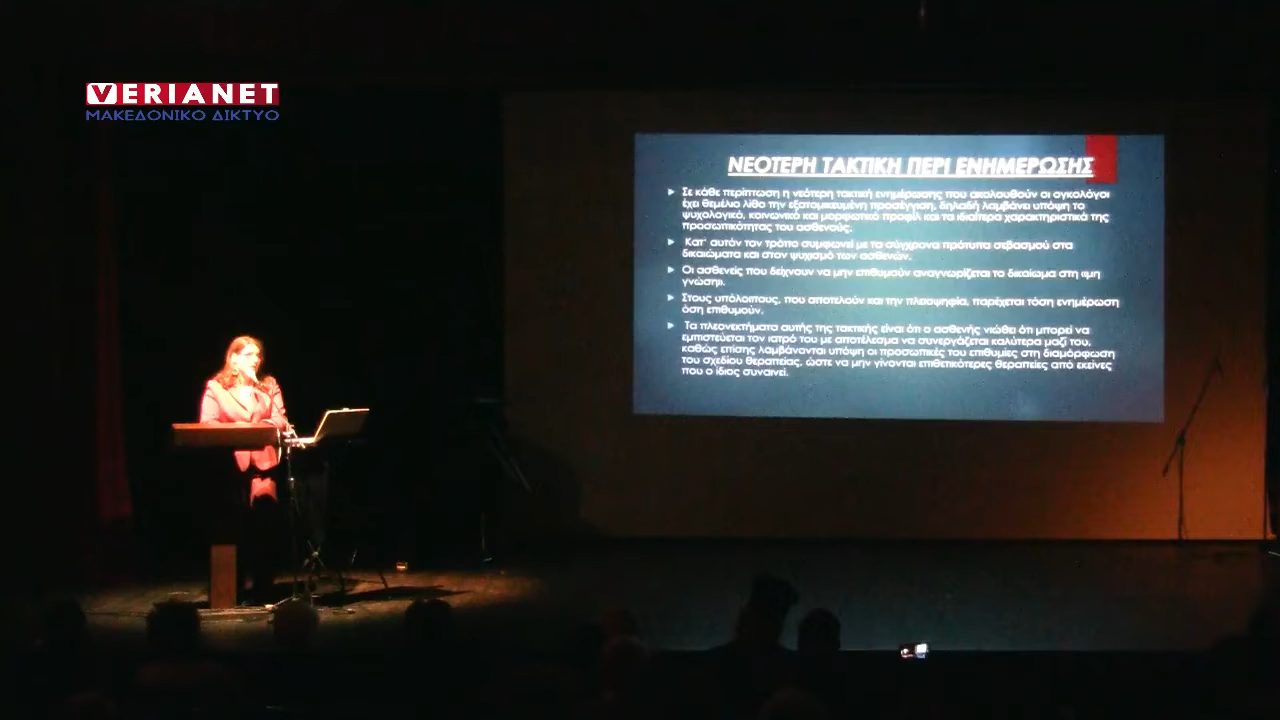 VERIANET
ΜΑΚΕΔΟΝΙΚΟ ΔΙΚΤΥΟ
ΝΕΟΤΕΡΗ ΤΑΚΤΙΚΗ ΠΕΡΙ ΕΝΗΜΕΡΩΣΗΣ
Σε κάθε περίπτωση η νεότερη τακτική ενημέρωσης που ακολουθούν οι ογκολόγοι
έχει θεμέλιο λίθο την εξατομικευμένη προσέγγιση, δηλαδή λαμβάνει υπόψη το
ψυχολογικό, κοινωνικό και μορφωτικό προφίλ και τα ιδιαίτερα χαρακτηριστικά της
προσωπικότητας του ασθενούς.
Κατ' αυτόν τον τρόπο συμφωνεί με τα σύγχρονα πρότυπα σεβασμού στα
δικαιώματα και στον ψυχισμό των ασθενών.
Οι ασθενείς που δείχνουν να μην επιθυμούν αναγνωρίζεται το δικαίωμα στη «μη
γνώση».
Στους υπόλοιπους, που αποτελούν και την πλειοψηφία, παρέχεται τόση ενημέρωση
όση επιθυμούν.
Τα πλεονεκτήματα αυτής της τακτικής είναι ότι ο ασθενής νιώθει ότι μπορεί να
εμπιστεύεται τον ιατρό του με αποτέλεσμα να συνεργάζεται καλύτερα μαζί του,
καθώς επίσης λαμβάνονται υπόψη οι προσωπικές του επιθυμίες στη διαμόρφωση
του σχεδίου θεραπείας, ώστε να μην γίνονται επιθετικότερες θεραπείες από εκείνες
που ο ίδιος συναινεί.